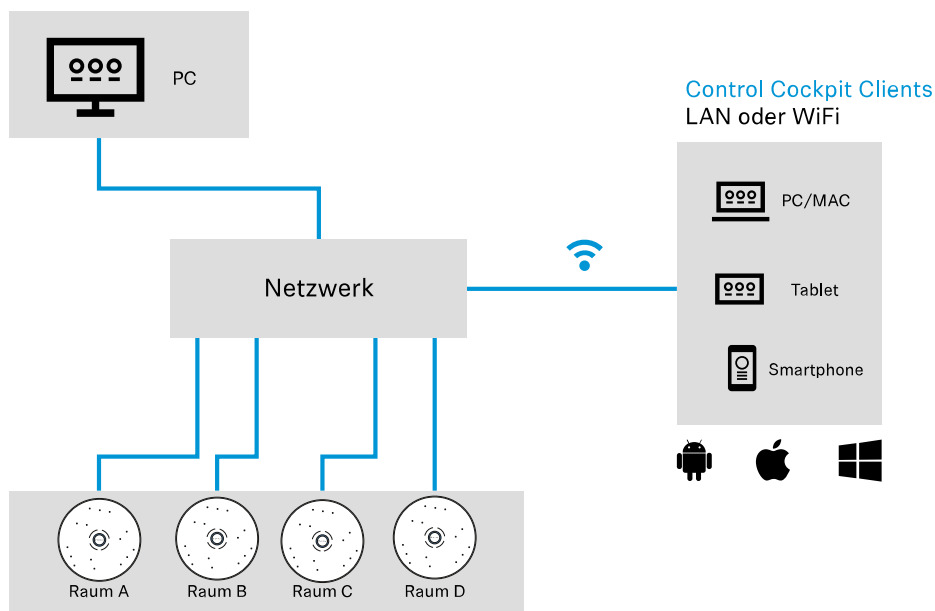 PC
Control Cockpit Clients
LAN oder WiFi
PC/MAC
Netzwerk
Tablet
Smartphone
Raum A
Raum B
Raum C
Raum D